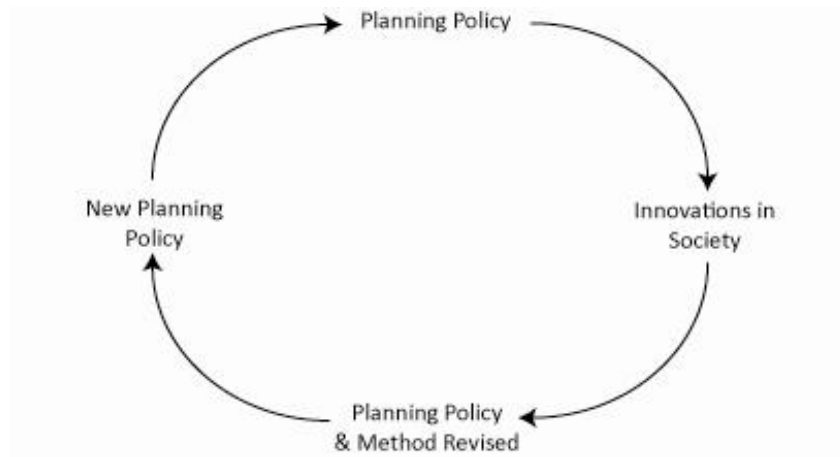 Planning Policy
New Planning
Policy
Innovations in
Society
Planning Policy
& Method Revised